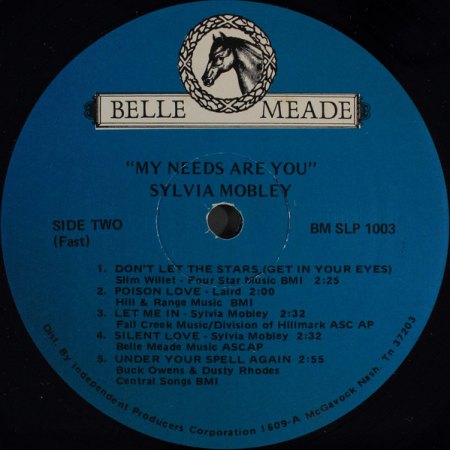 BELLE MEADE
"MY NEEDS ARE YOU"
SYLVIA MOBLEY
SIDE TWO
(Fast)
BM SLP 1003
1. DON'T LET THE STARS (GET IN YOUR EYES)
Slim Willet - Four Star Music BMI 2:25
2. POISON LOVE - Laird 2:00
Hill & Range Music BMI
3. LET ME IN - Sylvia Mobley 2:32
Fall Creek Music/Division of Hillmark ASC AP
4. SILENT LOVE - Sylvia Mobley 2:32
Belle Meade Music ASCAP
5. UNDER YOUR SPELL AGAIN 2:55
Buck Owens & Dusty Rhodes
Central Songs BMI
Dist. By Independent Producers Corporation 1609-A McGavock Nash. Tn 37203